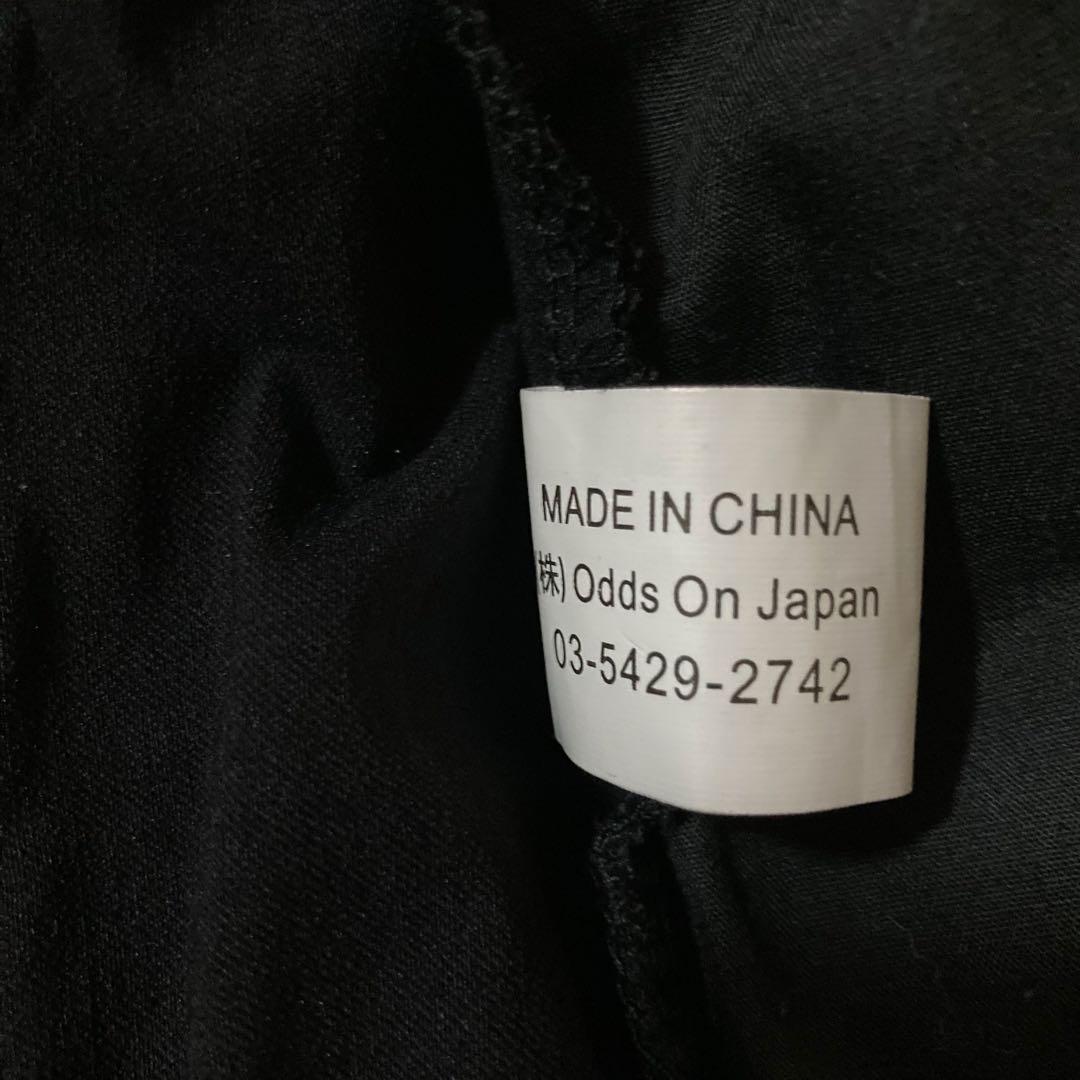 MADE IN CHINA
(株) Odds On Japan
03-5429-2742